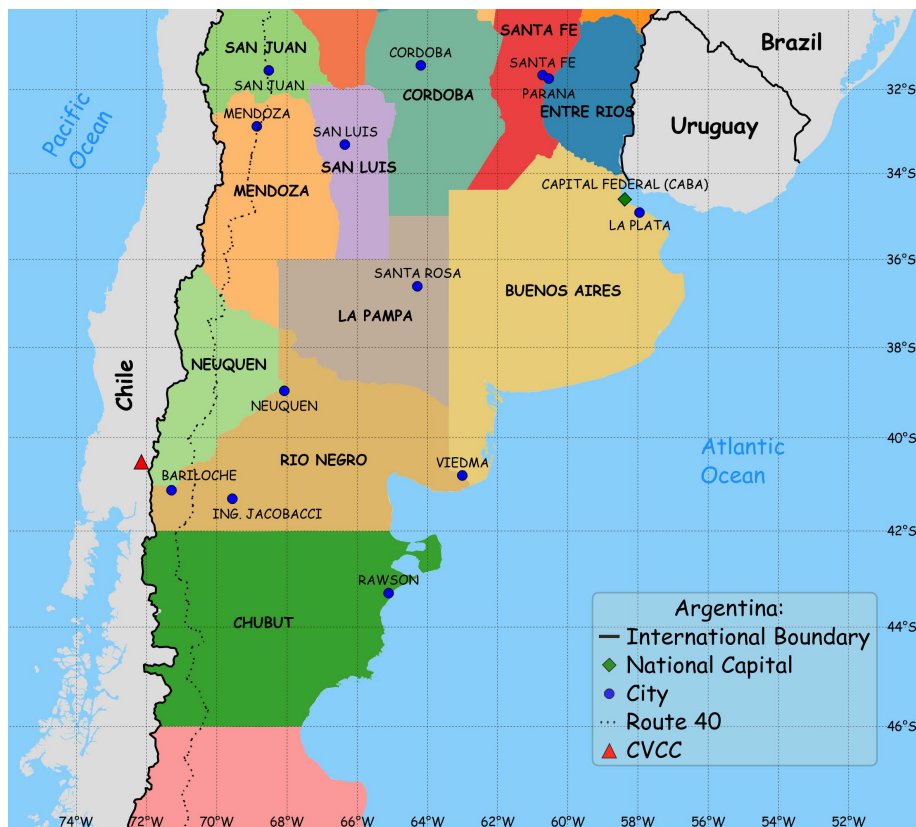 SANTA FE
Brazil
SAN JUAN
CORDOBA
SANTA FE
SAN JUAN
PARANA
32°S
CORDOBA
ENTRE RIOS
MENDOZA
Pacific
Ocean
SAN LUIS
Uruguay
SAN LUIS
34°S
MENDOZA
CAPITAL FEDERAL (CABA)
LA PLATA
36°S
SANTA ROSA
BUENOS AIRES
LA PAMPA
38°S
NEUQUEN
Chile
NEUQUEN
40°S
Atlantic
Ocean
RIO NEGRO
VIEDMA
BARILOCHE
ING. JACOBACCI
42°S
RAWSON
CHUBUT
44°S
Argentina:
International Boundary
National Capital
City
Route 40
CVCC
46°S
74°W
72°W
70°W
68°W
66°W
64°W
62°W
60°W
58°W
56°W
54°W
52°W